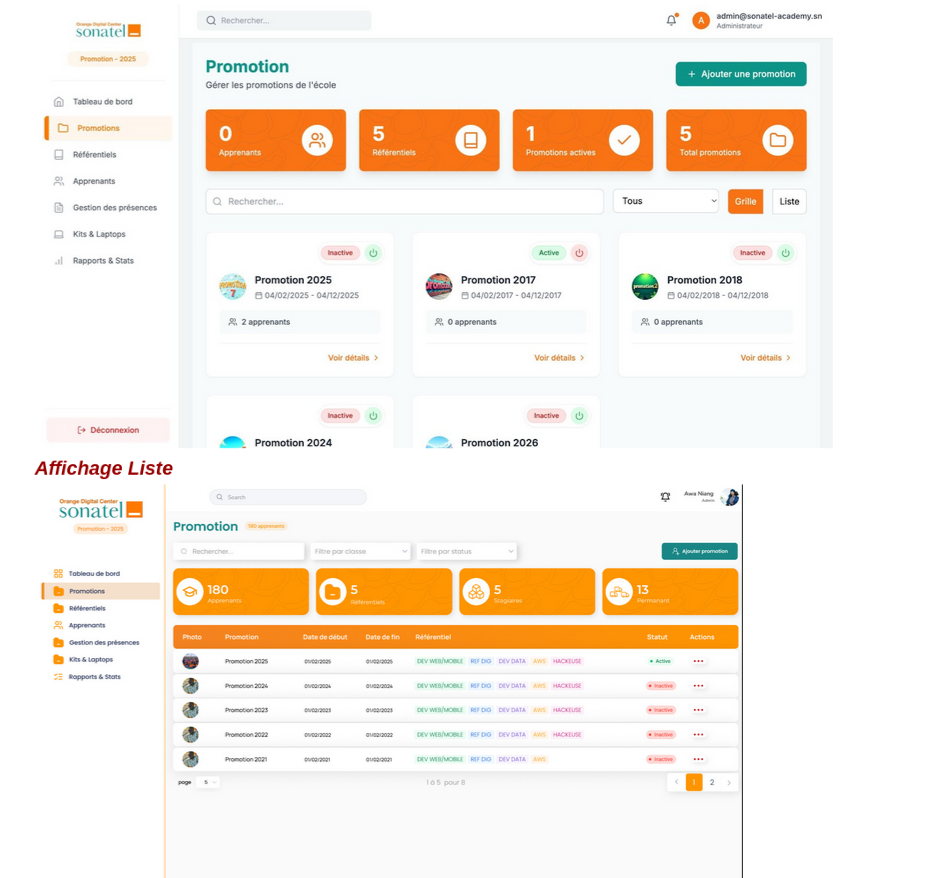 Orange Digital Center
sonatel
Promotion - 2025
Tableau de bord
Promotions
Référentiels
Apprenants
Gestion des présences
Kits & Laptops
Rapports & Stats
Déconnexion
Rechercher...
A
admin@sonatel-academy.sn
Administrateur
Promotion
Gérer les promotions de l'école
+ Ajouter une promotion
0
Apprenants
5
Référentiels
1
Promotions actives
5
Total promotions
Rechercher...
Tous
Grille
Liste
Inactive
Promotion 2025
04/02/2025 - 04/12/2025
2 apprenants
Voir détails >
Active
Promotion 2017
04/02/2017 - 04/12/2017
0 apprenants
Voir détails >
Inactive
Promotion 2018
04/02/2018 - 04/12/2018
0 apprenants
Voir détails >
Inactive
Promotion 2024
Inactive
Promotion 2026
Affichage Liste
Orange Digital Center
sonatel
Promotion - 2025
Tableau de bord
Promotions
Référentiels
Apprenants
Gestion des présences
Kits & Laptops
Rapports & Stats
Search
Awa Niang
Admin
Promotion 180 apprenants
Rechercher...
Filtre par classe
Filtre par status
Ajouter promotion
180
Apprenants
5
Référentiels
5
Stagiaires
13
Permanant
Photo Promotion Date de début Date de fin Référentiel Statut Actions
Promotion 2025 01/02/2025 01/02/2025 DEV WEB/MOBILE REF DIG DEV DATA AWS HACKEUSE Active
Promotion 2024 01/02/2024 01/02/2024 DEV WEB/MOBILE REF DIG DEV DATA AWS HACKEUSE Inactive
Promotion 2023 01/02/2023 01/02/2023 DEV WEB/MOBILE REF DIG DEV DATA AWS HACKEUSE Inactive
Promotion 2022 01/02/2022 01/02/2022 DEV WEB/MOBILE REF DIG DEV DATA AWS HACKEUSE Inactive
Promotion 2021 01/02/2021 01/02/2021 DEV WEB/MOBILE REF DIG DEV DATA AWS Inactive
page 5 1 à 5 pour 8 < 1 2 >